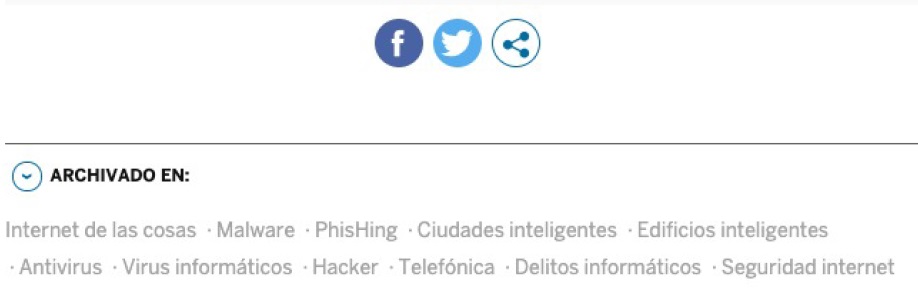 ARCHIVADO EN:
Internet de las cosas · Malware · PhisHing · Ciudades inteligentes · Edificios inteligentes
· Antivirus · Virus informáticos · Hacker · Telefónica · Delitos informáticos · Seguridad internet